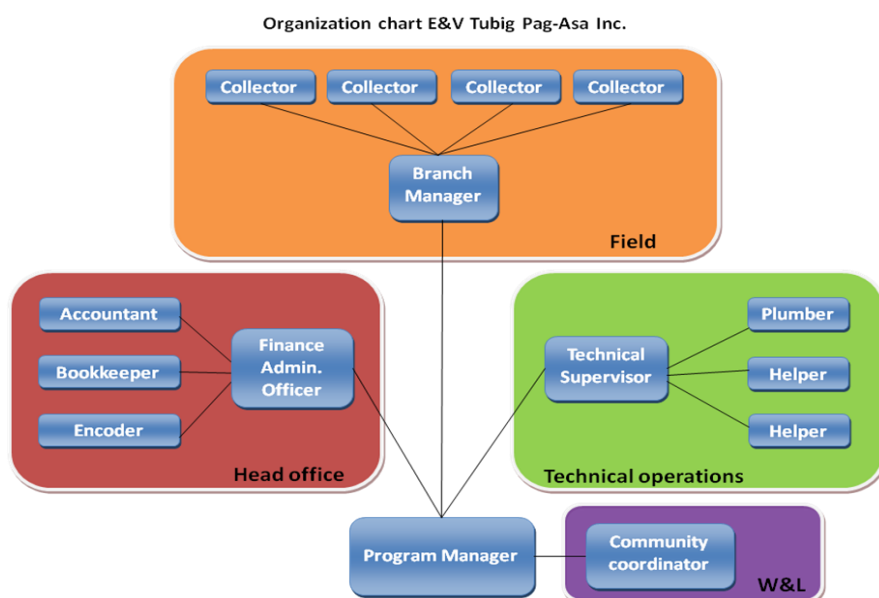 Organization chart E&V Tubig Pag-Asa Inc.
Collector
Collector
Collector
Collector
Branch
Manager
Field
Accountant
Bookkeeper
Encoder
Finance
Admin.
Officer
Head office
Technical
Supervisor
Plumber
Helper
Helper
Technical operations
Program Manager
Community
coordinator
W&L